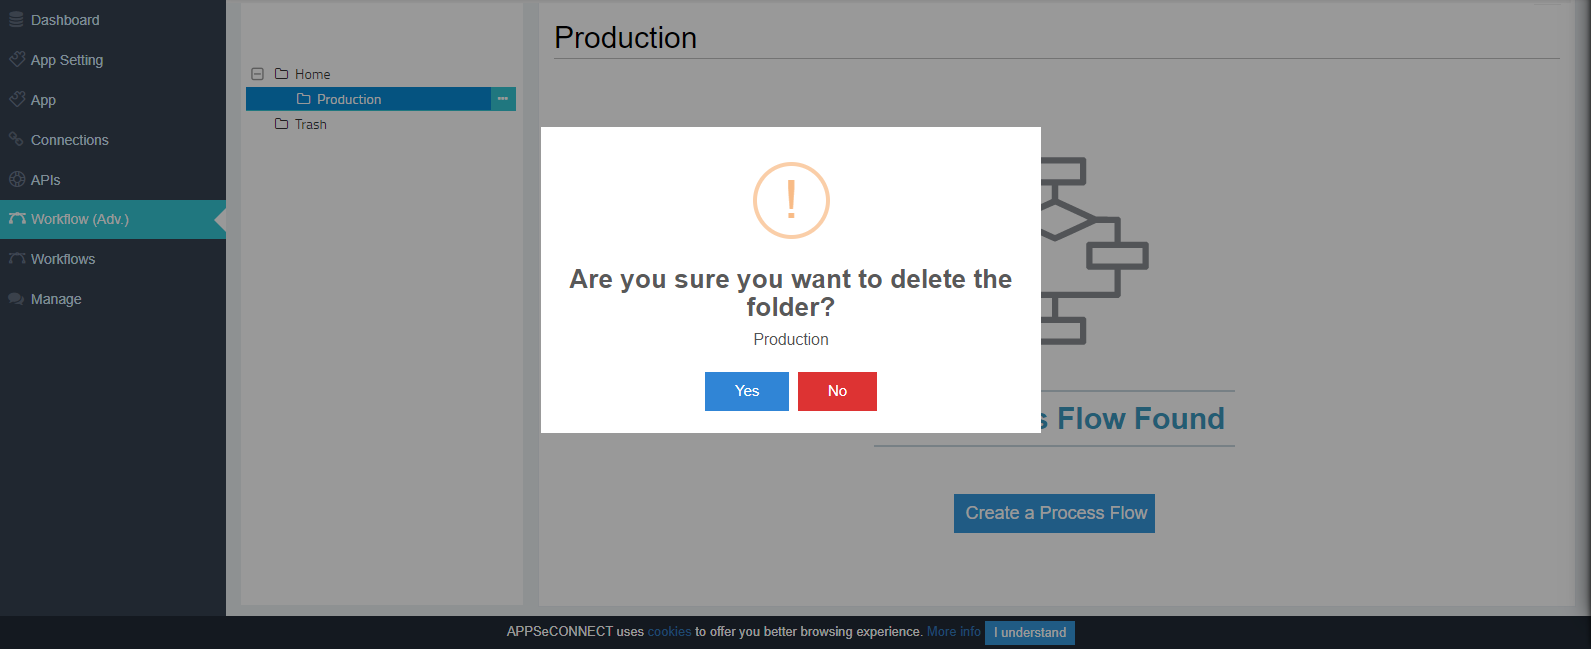 Dashboard
App Setting
App
Connections
APIs
Workflow (Adv.)
Workflows
Manage
Home
Production
Trash
Production
!
Are you sure you want to delete the
folder?
Production
Yes
No
Flow Found
Create a Process Flow
APPSeCONNECT uses cookies to offer you better browsing experience. More info I understand